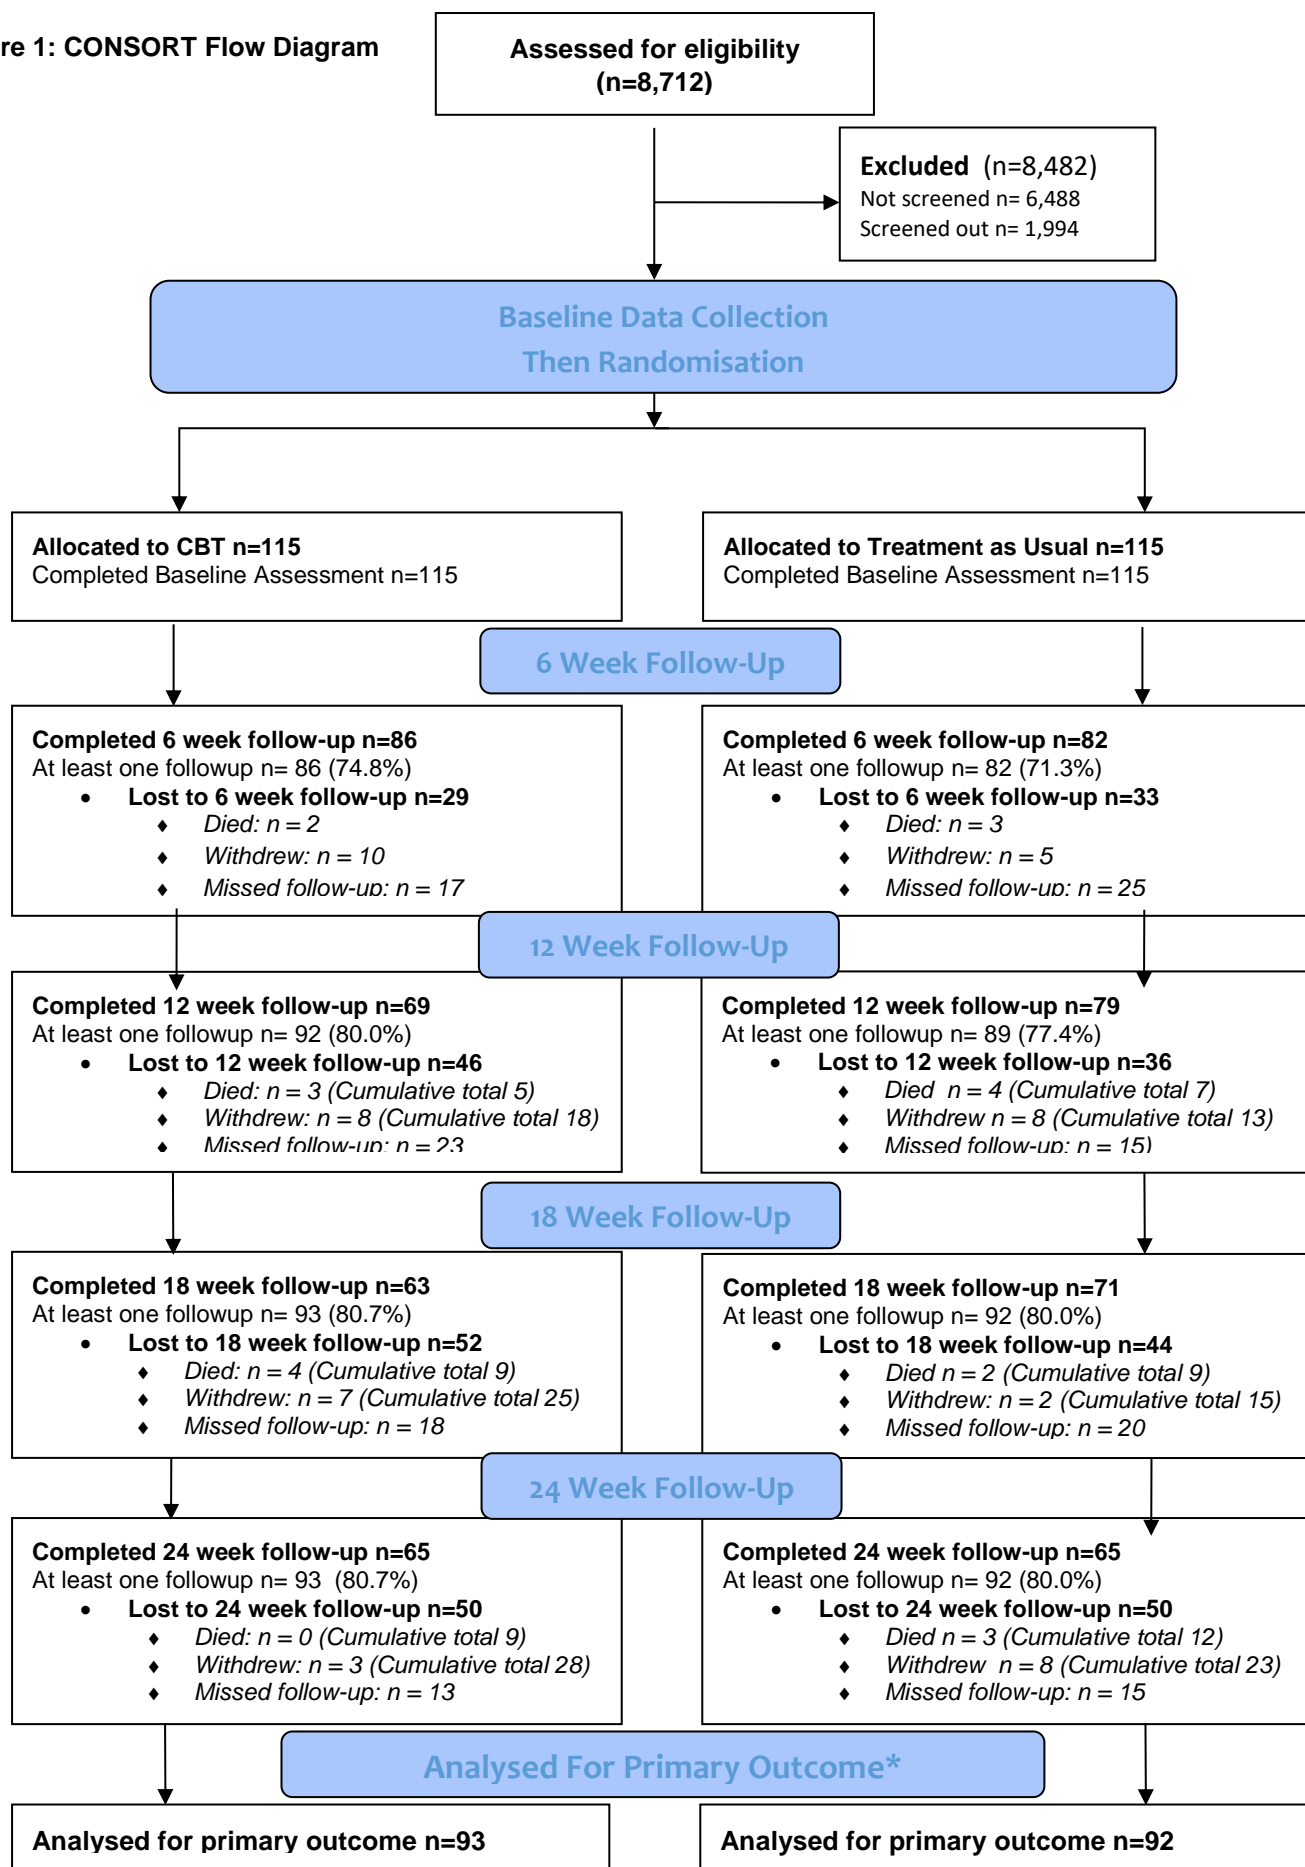 re 1: CONSORT Flow Diagram
Assessed for eligibility
(n=8,712)
Excluded (n=8,482)
Not screened n= 6,488
Screened out n= 1,994
Baseline Data Collection
Then Randomisation
Allocated to CBT n=115
Completed Baseline Assessment n=115
Allocated to Treatment as Usual n=115
Completed Baseline Assessment n=115
6 Week Follow-Up
Completed 6 week follow-up n=86
At least one followup n= 86 (74.8%)
• Lost to 6 week follow-up n=29
♦ Died: n = 2
♦ Withdrew: n = 10
♦ Missed follow-up: n = 17
Completed 6 week follow-up n=82
At least one followup n= 82 (71.3%)
• Lost to 6 week follow-up n=33
♦ Died: n = 3
♦ Withdrew: n = 5
♦ Missed follow-up: n = 25
12 Week Follow-Up
Completed 12 week follow-up n=69
At least one followup n= 92 (80.0%)
• Lost to 12 week follow-up n=46
♦ Died: n = 3 (Cumulative total 5)
♦ Withdrew: n = 8 (Cumulative total 18)
♦ Missed follow-up: n = 23
Completed 12 week follow-up n=79
At least one followup n= 89 (77.4%)
• Lost to 12 week follow-up n=36
♦ Died n = 4 (Cumulative total 7)
♦ Withdrew n = 8 (Cumulative total 13)
♦ Missed follow-up: n = 15)
18 Week Follow-Up
Completed 18 week follow-up n=63
At least one followup n= 93 (80.7%)
• Lost to 18 week follow-up n=52
♦ Died: n = 4 (Cumulative total 9)
♦ Withdrew: n = 7 (Cumulative total 25)
♦ Missed follow-up: n = 18
Completed 18 week follow-up n=71
At least one followup n= 92 (80.0%)
• Lost to 18 week follow-up n=44
♦ Died n = 2 (Cumulative total 9)
♦ Withdrew: n = 2 (Cumulative total 15)
♦ Missed follow-up: n = 20
24 Week Follow-Up
Completed 24 week follow-up n=65
At least one followup n= 93 (80.7%)
• Lost to 24 week follow-up n=50
♦ Died: n = 0 (Cumulative total 9)
♦ Withdrew: n = 3 (Cumulative total 28)
♦ Missed follow-up: n = 13
Completed 24 week follow-up n=65
At least one followup n= 92 (80.0%)
• Lost to 24 week follow-up n=50
♦ Died n = 3 (Cumulative total 12)
♦ Withdrew n = 8 (Cumulative total 23)
♦ Missed follow-up: n = 15
Analysed For Primary Outcome*
Analysed for primary outcome n=93
Analysed for primary outcome n=92